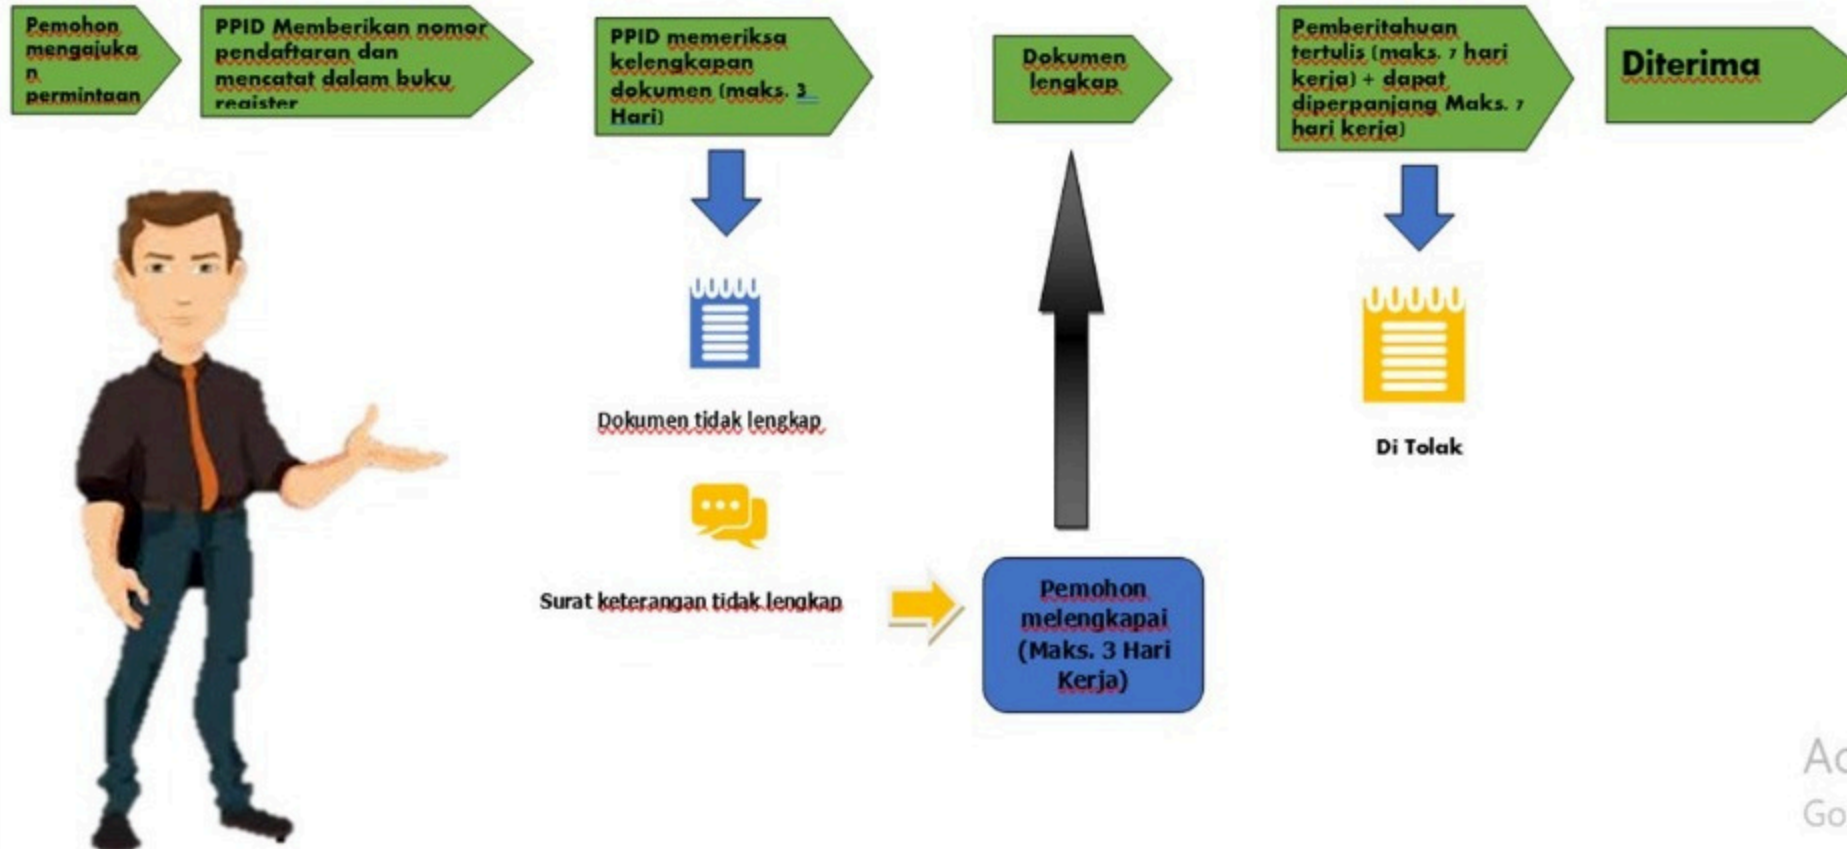 Pemohon
mengajuka
n
permintaan
PPID Memberikan nomor
pendaftaran dan
mencatat dalam buku
register
PPID memeriksa
kelengkapan
dokumen (maks. 3
Hari)
Dokumen
lengkap
Pemberitahuan
tertulis (maks. 7 hari
kerja) + dapat
diperpanjang Maks. 7
hari kerja)
Diterima
Dokumen tidak lengkap
Di Tolak
Surat keterangan tidak lengkap
Pemohon
melengkapai
(Maks. 3 Hari
Kerja)